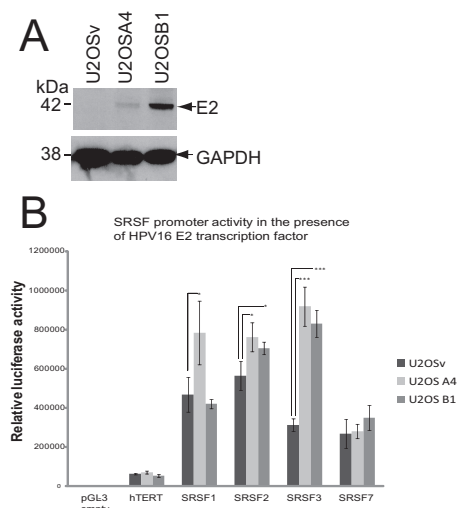 A
U2OSv
U2OSA4
U2OSB1
kDa
42
E2
38
GAPDH
B
SRSF promoter activity in the presence
of HPV16 E2 transcription factor
Relative luciferase activity
1200000
1000000
800000
600000
400000
200000
0
*
*
*
***
***
U2OSv
U2OS A4
U2OS B1
pGL3 hTERT SRSF1 SRSF2 SRSF3 SRSF7